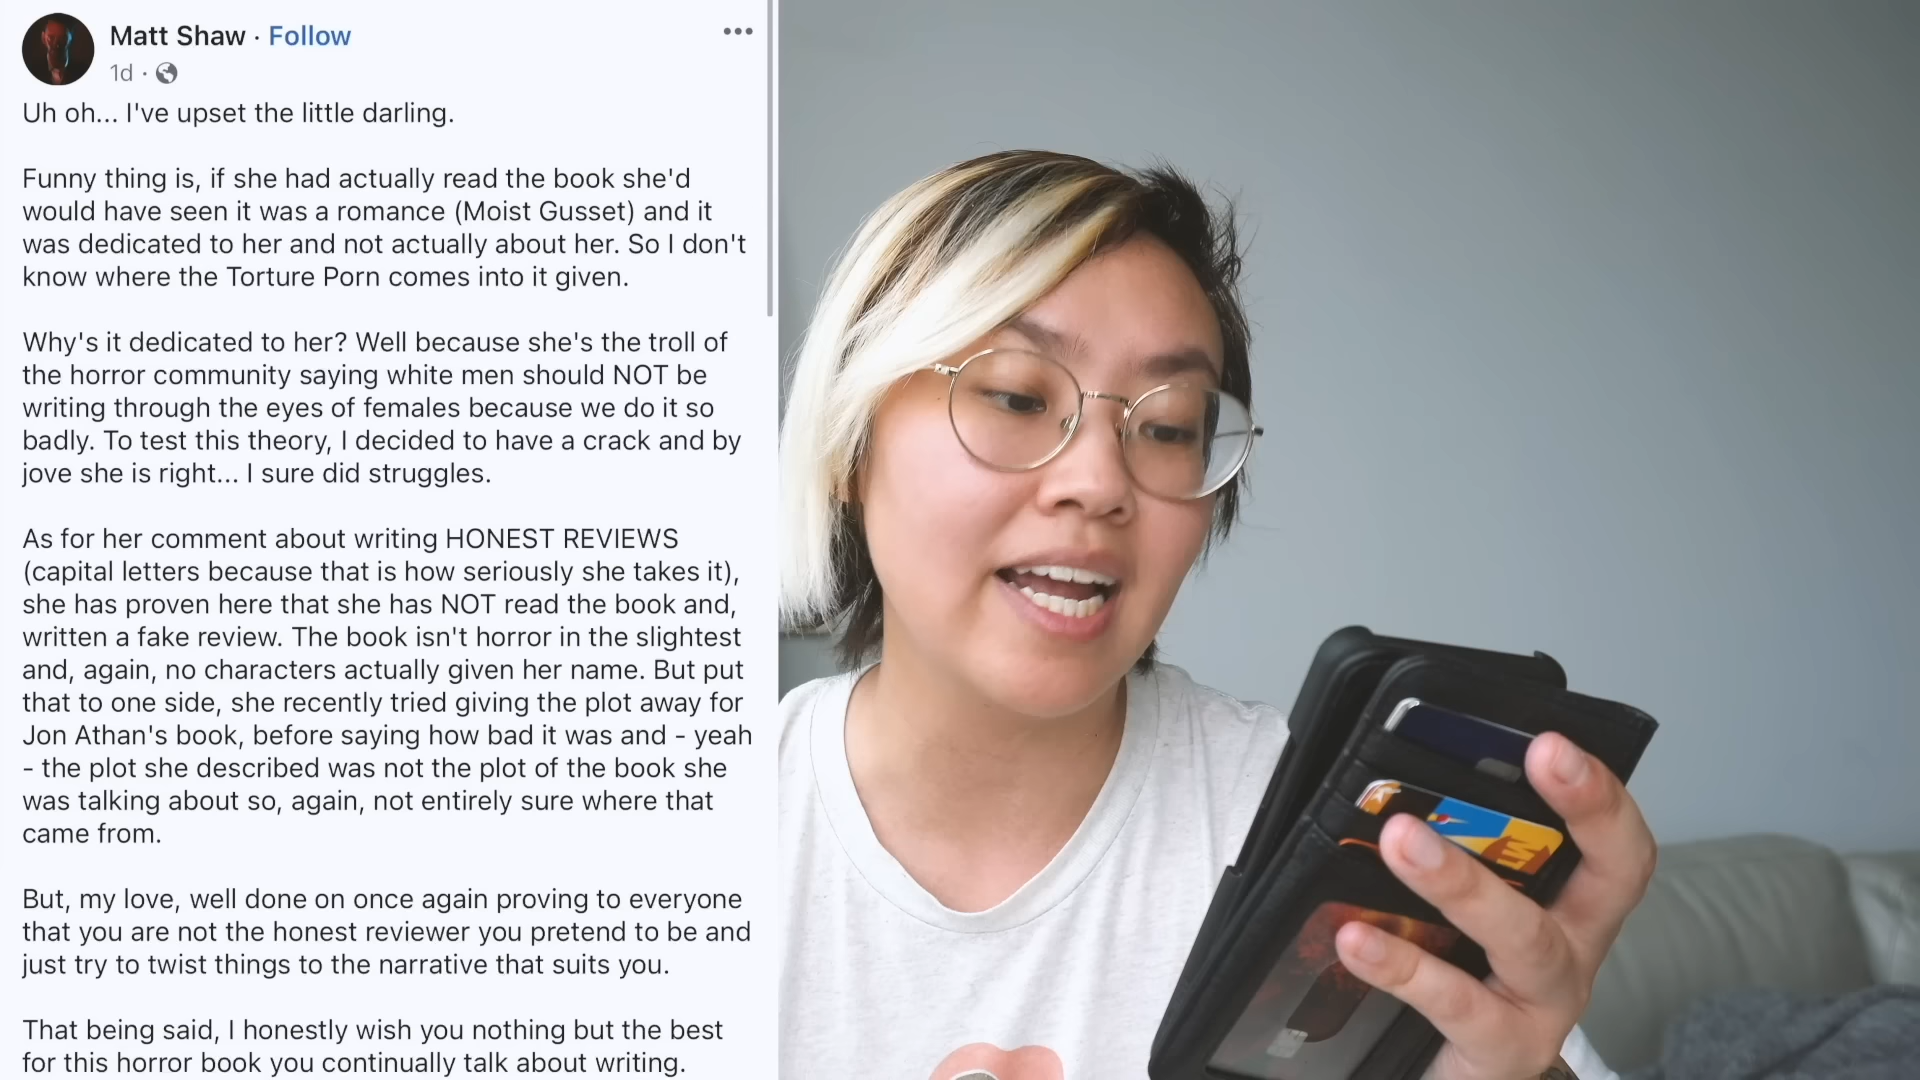 Matt Shaw · Follow
1d ·
Uh oh... I've upset the little darling.
Funny thing is, if she had actually read the book she'd
would have seen it was a romance (Moist Gusset) and it
was dedicated to her and not actually about her. So I don't
know where the Torture Porn comes into it given.
Why's it dedicated to her? Well because she's the troll of
the horror community saying white men should NOT be
writing through the eyes of females because we do it so
badly. To test this theory, I decided to have a crack and by
jove she is right... I sure did struggles.
As for her comment about writing HONEST REVIEWS
(capital letters because that is how seriously she takes it),
she has proven here that she has NOT read the book and,
written a fake review. The book isn't horror in the slightest
and, again, no characters actually given her name. But put
that to one side, she recently tried giving the plot away for
Jon Athan's book, before saying how bad it was and - yeah
- the plot she described was not the plot of the book she
was talking about so, again, not entirely sure where that
came from.
But, my love, well done on once again proving to everyone
that you are not the honest reviewer you pretend to be and
just try to twist things to the narrative that suits you.
That being said, I honestly wish you nothing but the best
for this horror book you continually talk about writing.